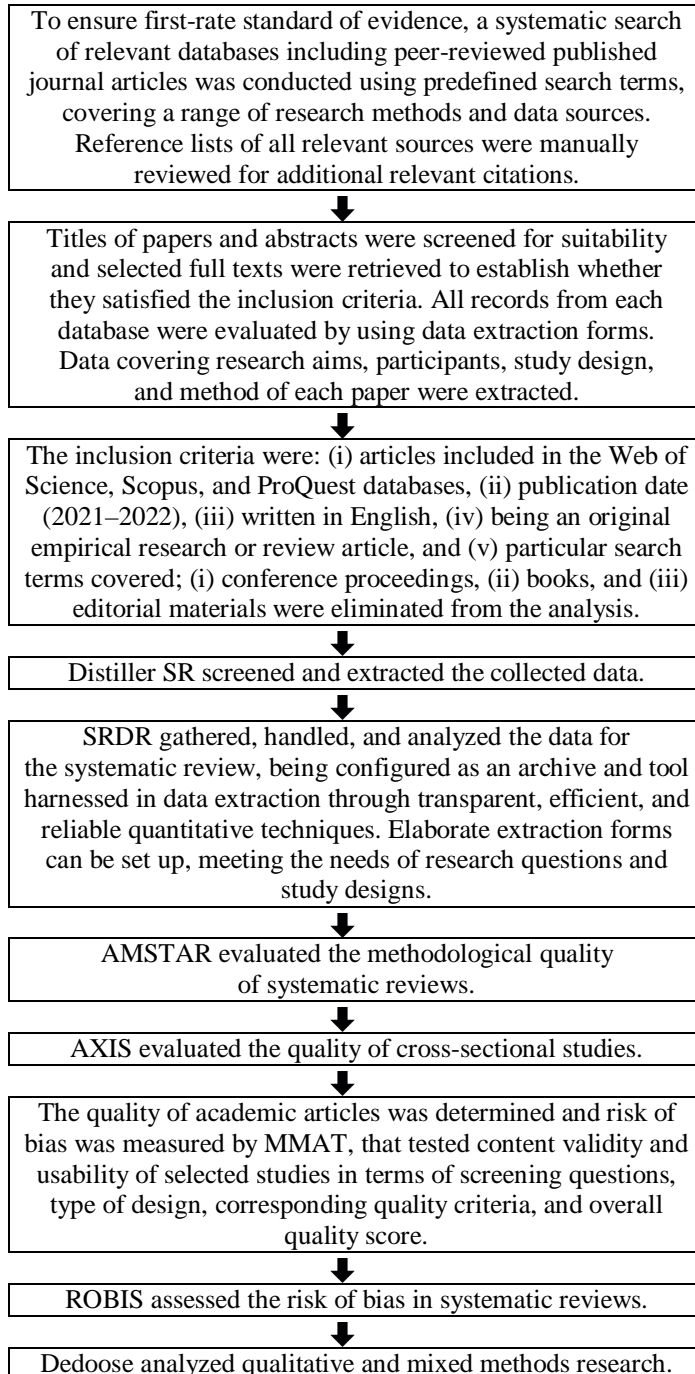 To ensure first-rate standard of evidence, a systematic search
of relevant databases including peer-reviewed published
journal articles was conducted using predefined search terms,
covering a range of research methods and data sources.
Reference lists of all relevant sources were manually
reviewed for additional relevant citations.
Titles of papers and abstracts were screened for suitability
and selected full texts were retrieved to establish whether
they satisfied the inclusion criteria. All records from each
database were evaluated by using data extraction forms.
Data covering research aims, participants, study design,
and method of each paper were extracted.
The inclusion criteria were: (i) articles included in the Web of
Science, Scopus, and ProQuest databases, (ii) publication date
(2021–2022), (iii) written in English, (iv) being an original
empirical research or review article, and (v) particular search
terms covered; (i) conference proceedings, (ii) books, and (iii)
editorial materials were eliminated from the analysis.
Distiller SR screened and extracted the collected data.
SRDR gathered, handled, and analyzed the data for
the systematic review, being configured as an archive and tool
harnessed in data extraction through transparent, efficient, and
reliable quantitative techniques. Elaborate extraction forms
can be set up, meeting the needs of research questions and
study designs.
AMSTAR evaluated the methodological quality
of systematic reviews.
AXIS evaluated the quality of cross-sectional studies.
The quality of academic articles was determined and risk of
bias was measured by MMAT, that tested content validity and
usability of selected studies in terms of screening questions,
type of design, corresponding quality criteria, and overall
quality score.
ROBIS assessed the risk of bias in systematic reviews.
Dedoose analyzed qualitative and mixed methods research.